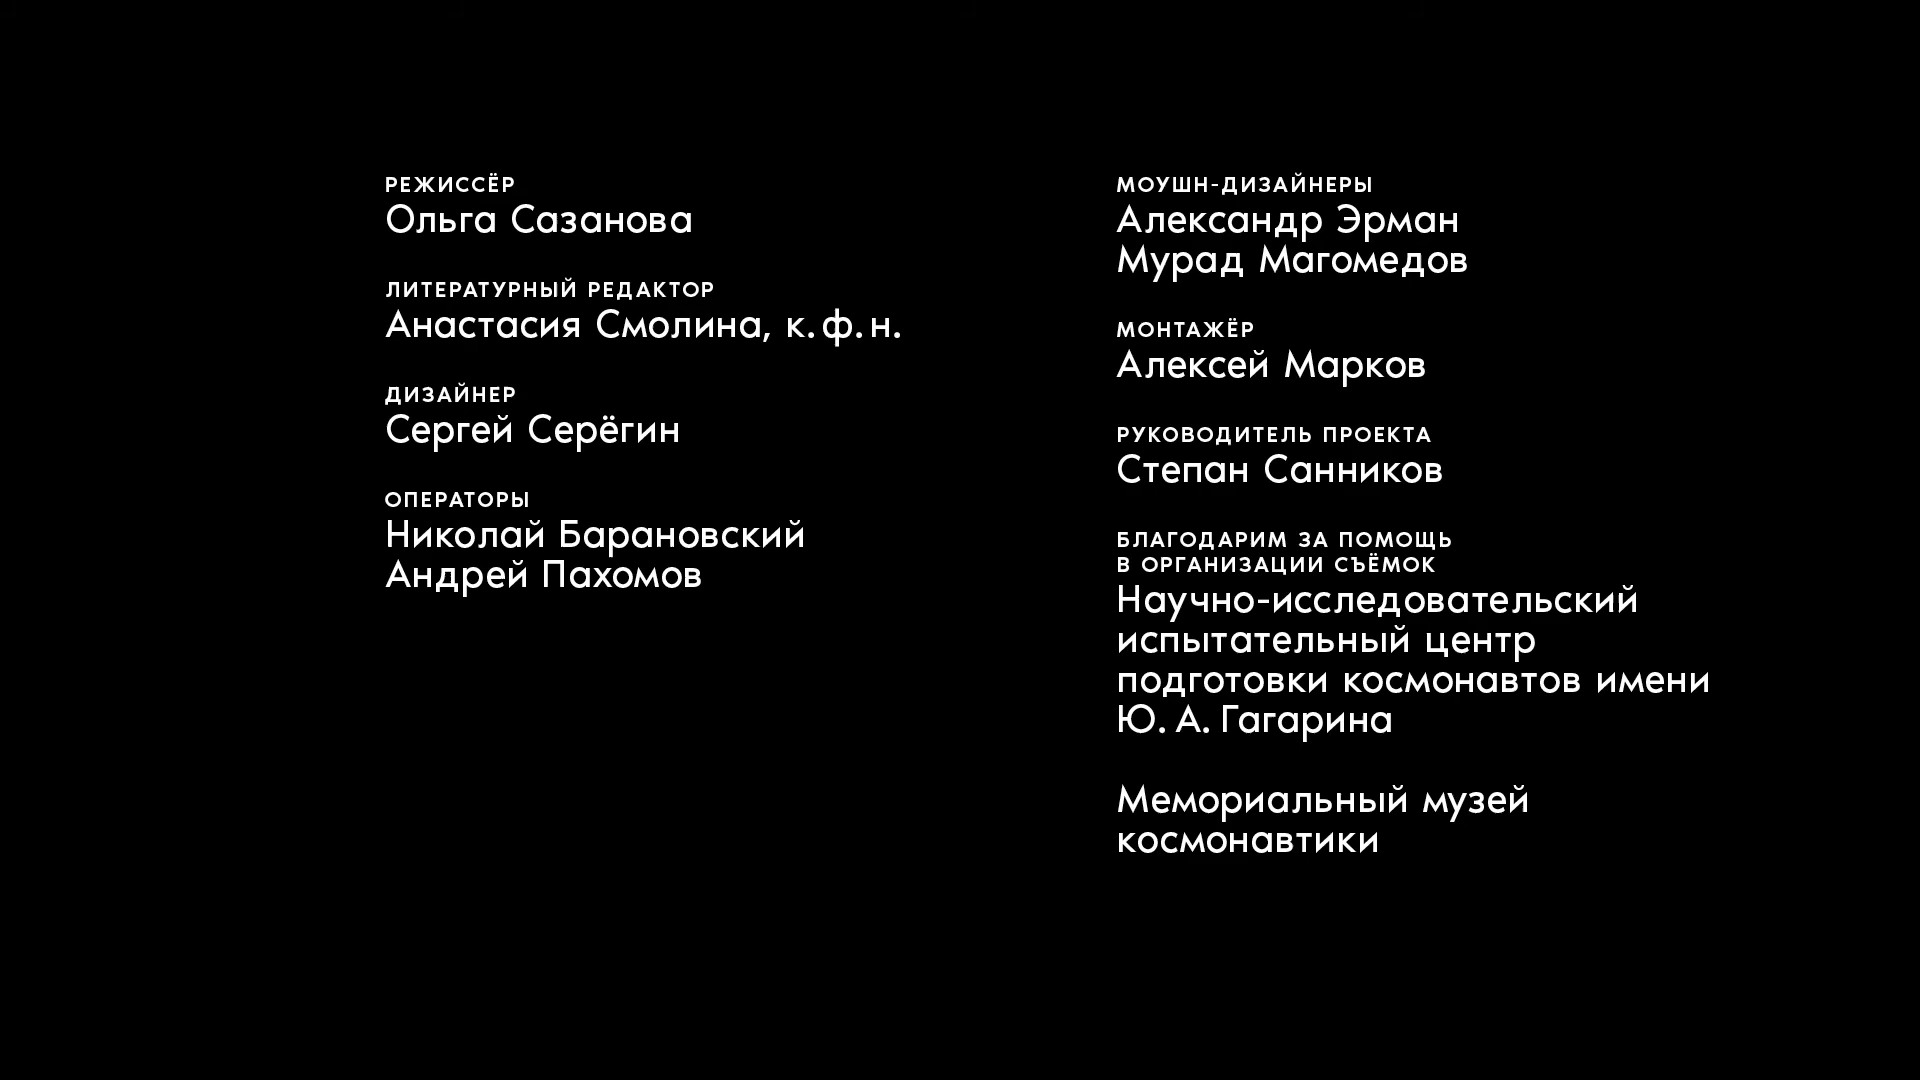 РЕЖИССЁР
Ольга Сазанова
ЛИТЕРАТУРНЫЙ РЕДАКТОР
Анастасия Смолина, к. ф. н.
ДИЗАЙНЕР
Сергей Серёгин
ОПЕРАТОРЫ
Николай Барановский
Андрей Пахомов
МОУШН-ДИЗАЙНЕРЫ
Александр Эрман
Мурад Магомедов
МОНТАЖЁР
Алексей Марков
РУКОВОДИТЕЛЬ ПРОЕКТА
Степан Санников
БЛАГОДАРИМ ЗА ПОМОЩЬ
В ОРГАНИЗАЦИИ СЪЁМОК
Научно-исследовательский
испытательный центр
подготовки космонавтов имени
Ю. А. Гагарина
Мемориальный музей
космонавтики